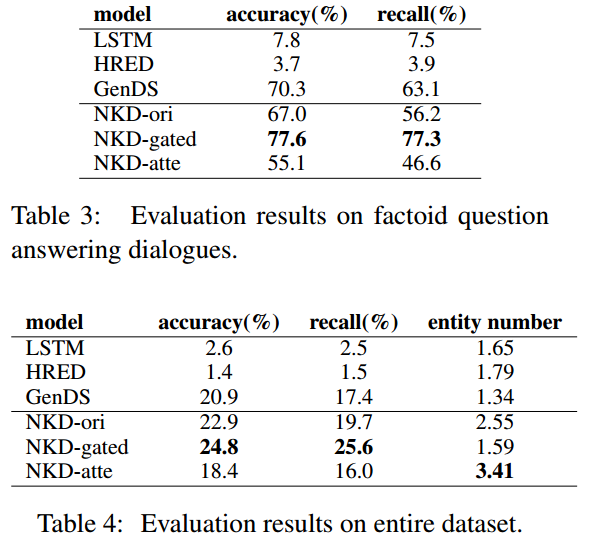 model accuracy(%) recall(%)
LSTM 7.8 7.5
HRED 3.7 3.9
GenDS 70.3 63.1
NKD-ori 67.0 56.2
NKD-gated 77.6 77.3
NKD-atte 55.1 46.6
Table 3: Evaluation results on factoid question
answering dialogues.
model accuracy(%) recall(%) entity number
LSTM 2.6 2.5 1.65
HRED 1.4 1.5 1.79
GenDS 20.9 17.4 1.34
NKD-ori 22.9 19.7 2.55
NKD-gated 24.8 25.6 1.59
NKD-atte 18.4 16.0 3.41
Table 4: Evaluation results on entire dataset.